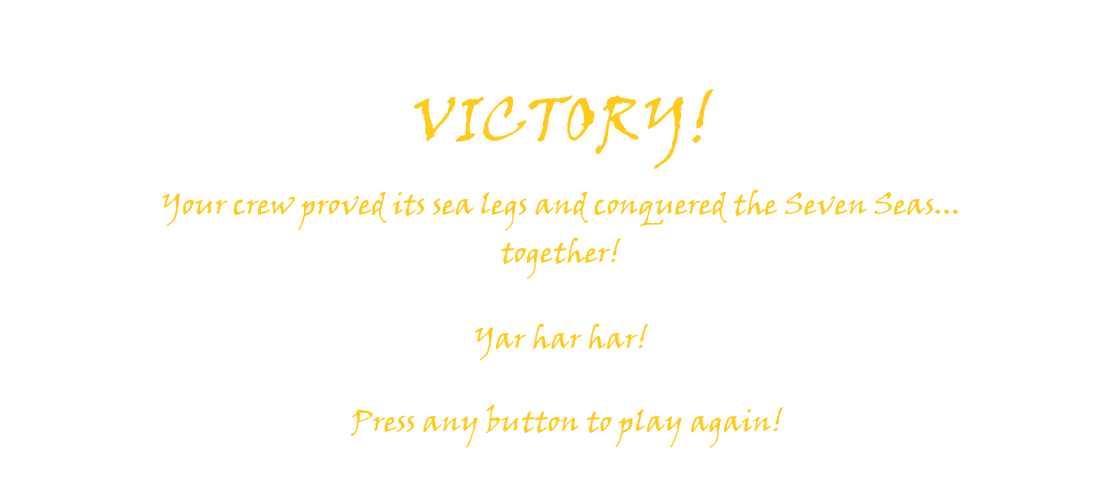 VICTORY!
Your crew proved its sea legs and conquered the Seven Seas...
together!
Yar har har!
Press any button to play again!